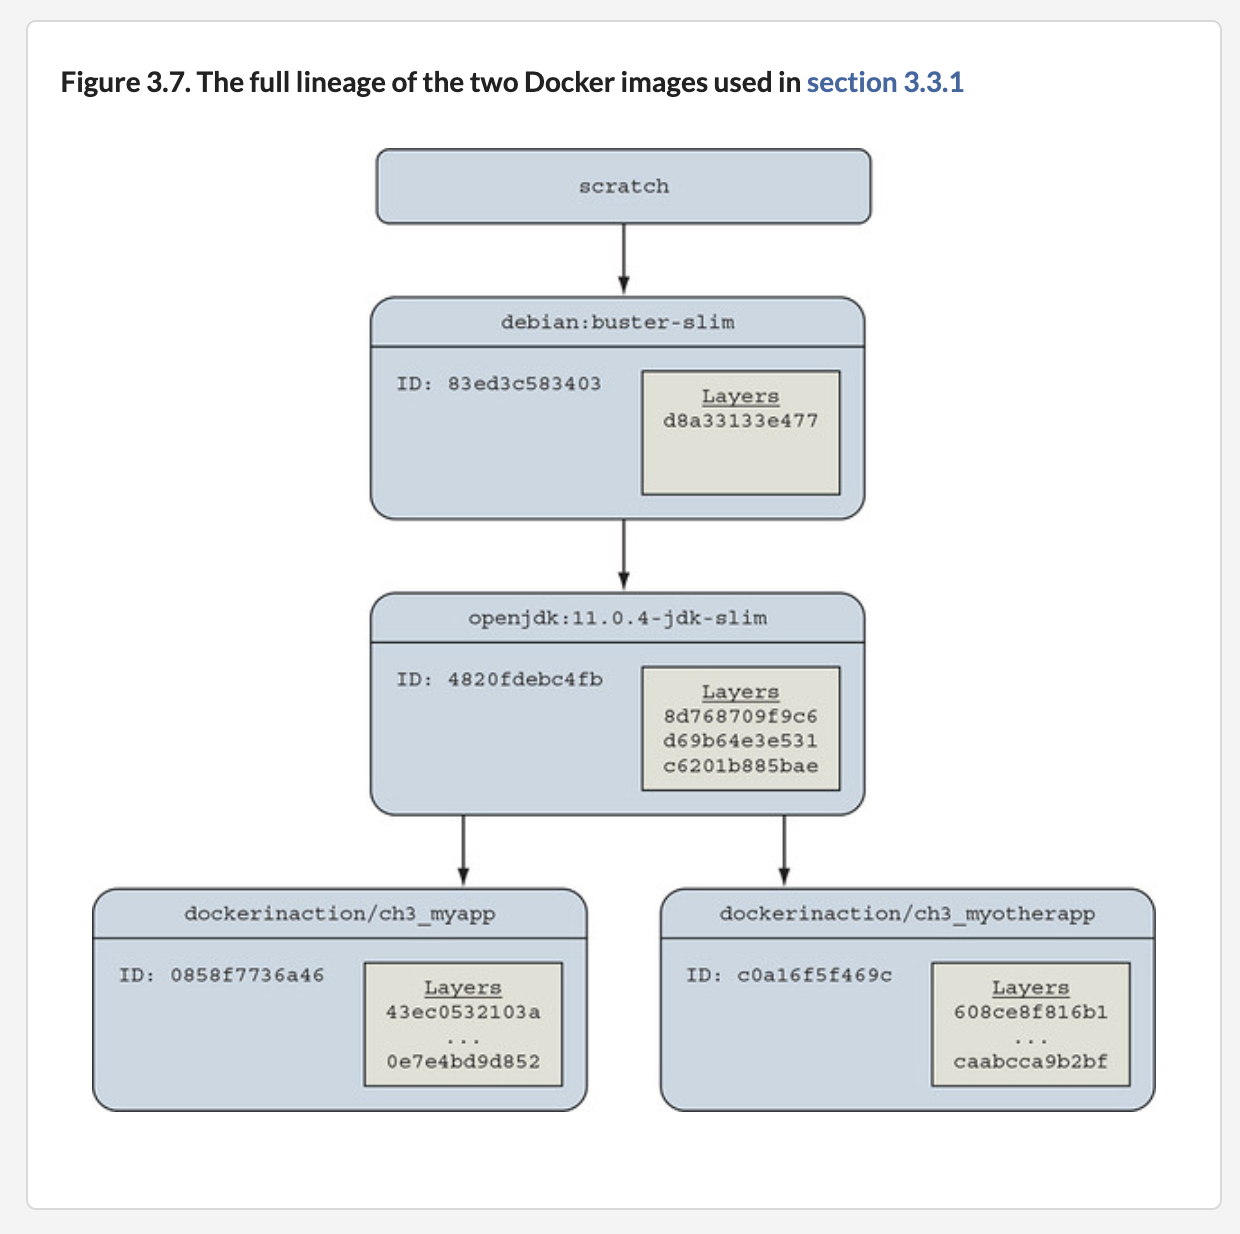 Figure 3.7. The full lineage of the two Docker images used in section 3.3.1
scratch
debian:buster-slim
ID: 83ed3c583403
Layers
d8a33133e477
openjdk:11.0.4-jdk-slim
ID: 4820fdebc4fb
Layers
8d768709f9c6
d69b64e3e531
c6201b885bae
dockerinaction/ch3_myapp
ID: 0858f7736a46
Layers
43ec0532103a
...
0e7e4bd9d852
dockerinaction/ch3_myotherapp
ID: c0a16f5f469c
Layers
608ce8f816b1
...
caabcca9b2bf